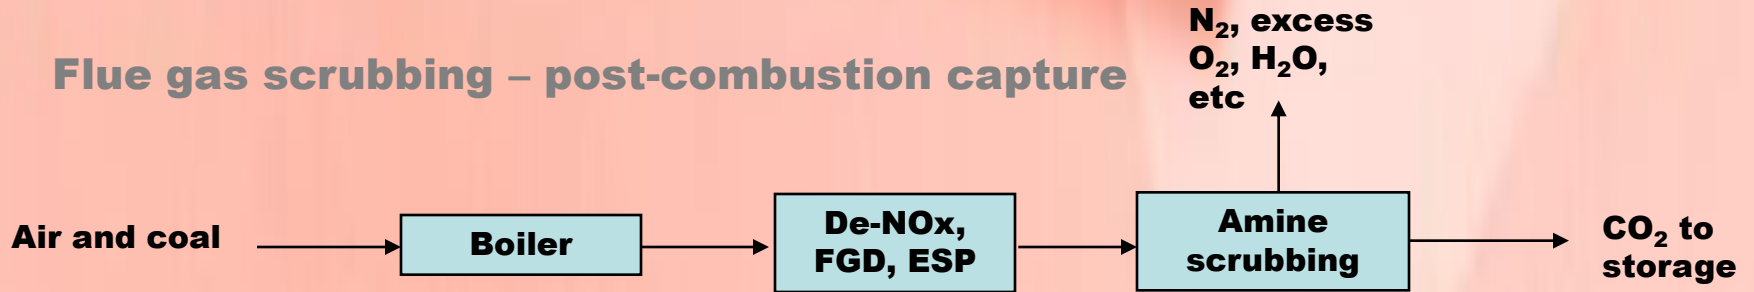 Flue gas scrubbing – post-combustion capture
N₂, excess
O₂, H₂O,
etc
Air and coal
Boiler
De-NOx,
FGD, ESP
Amine
scrubbing
CO₂ to
storage